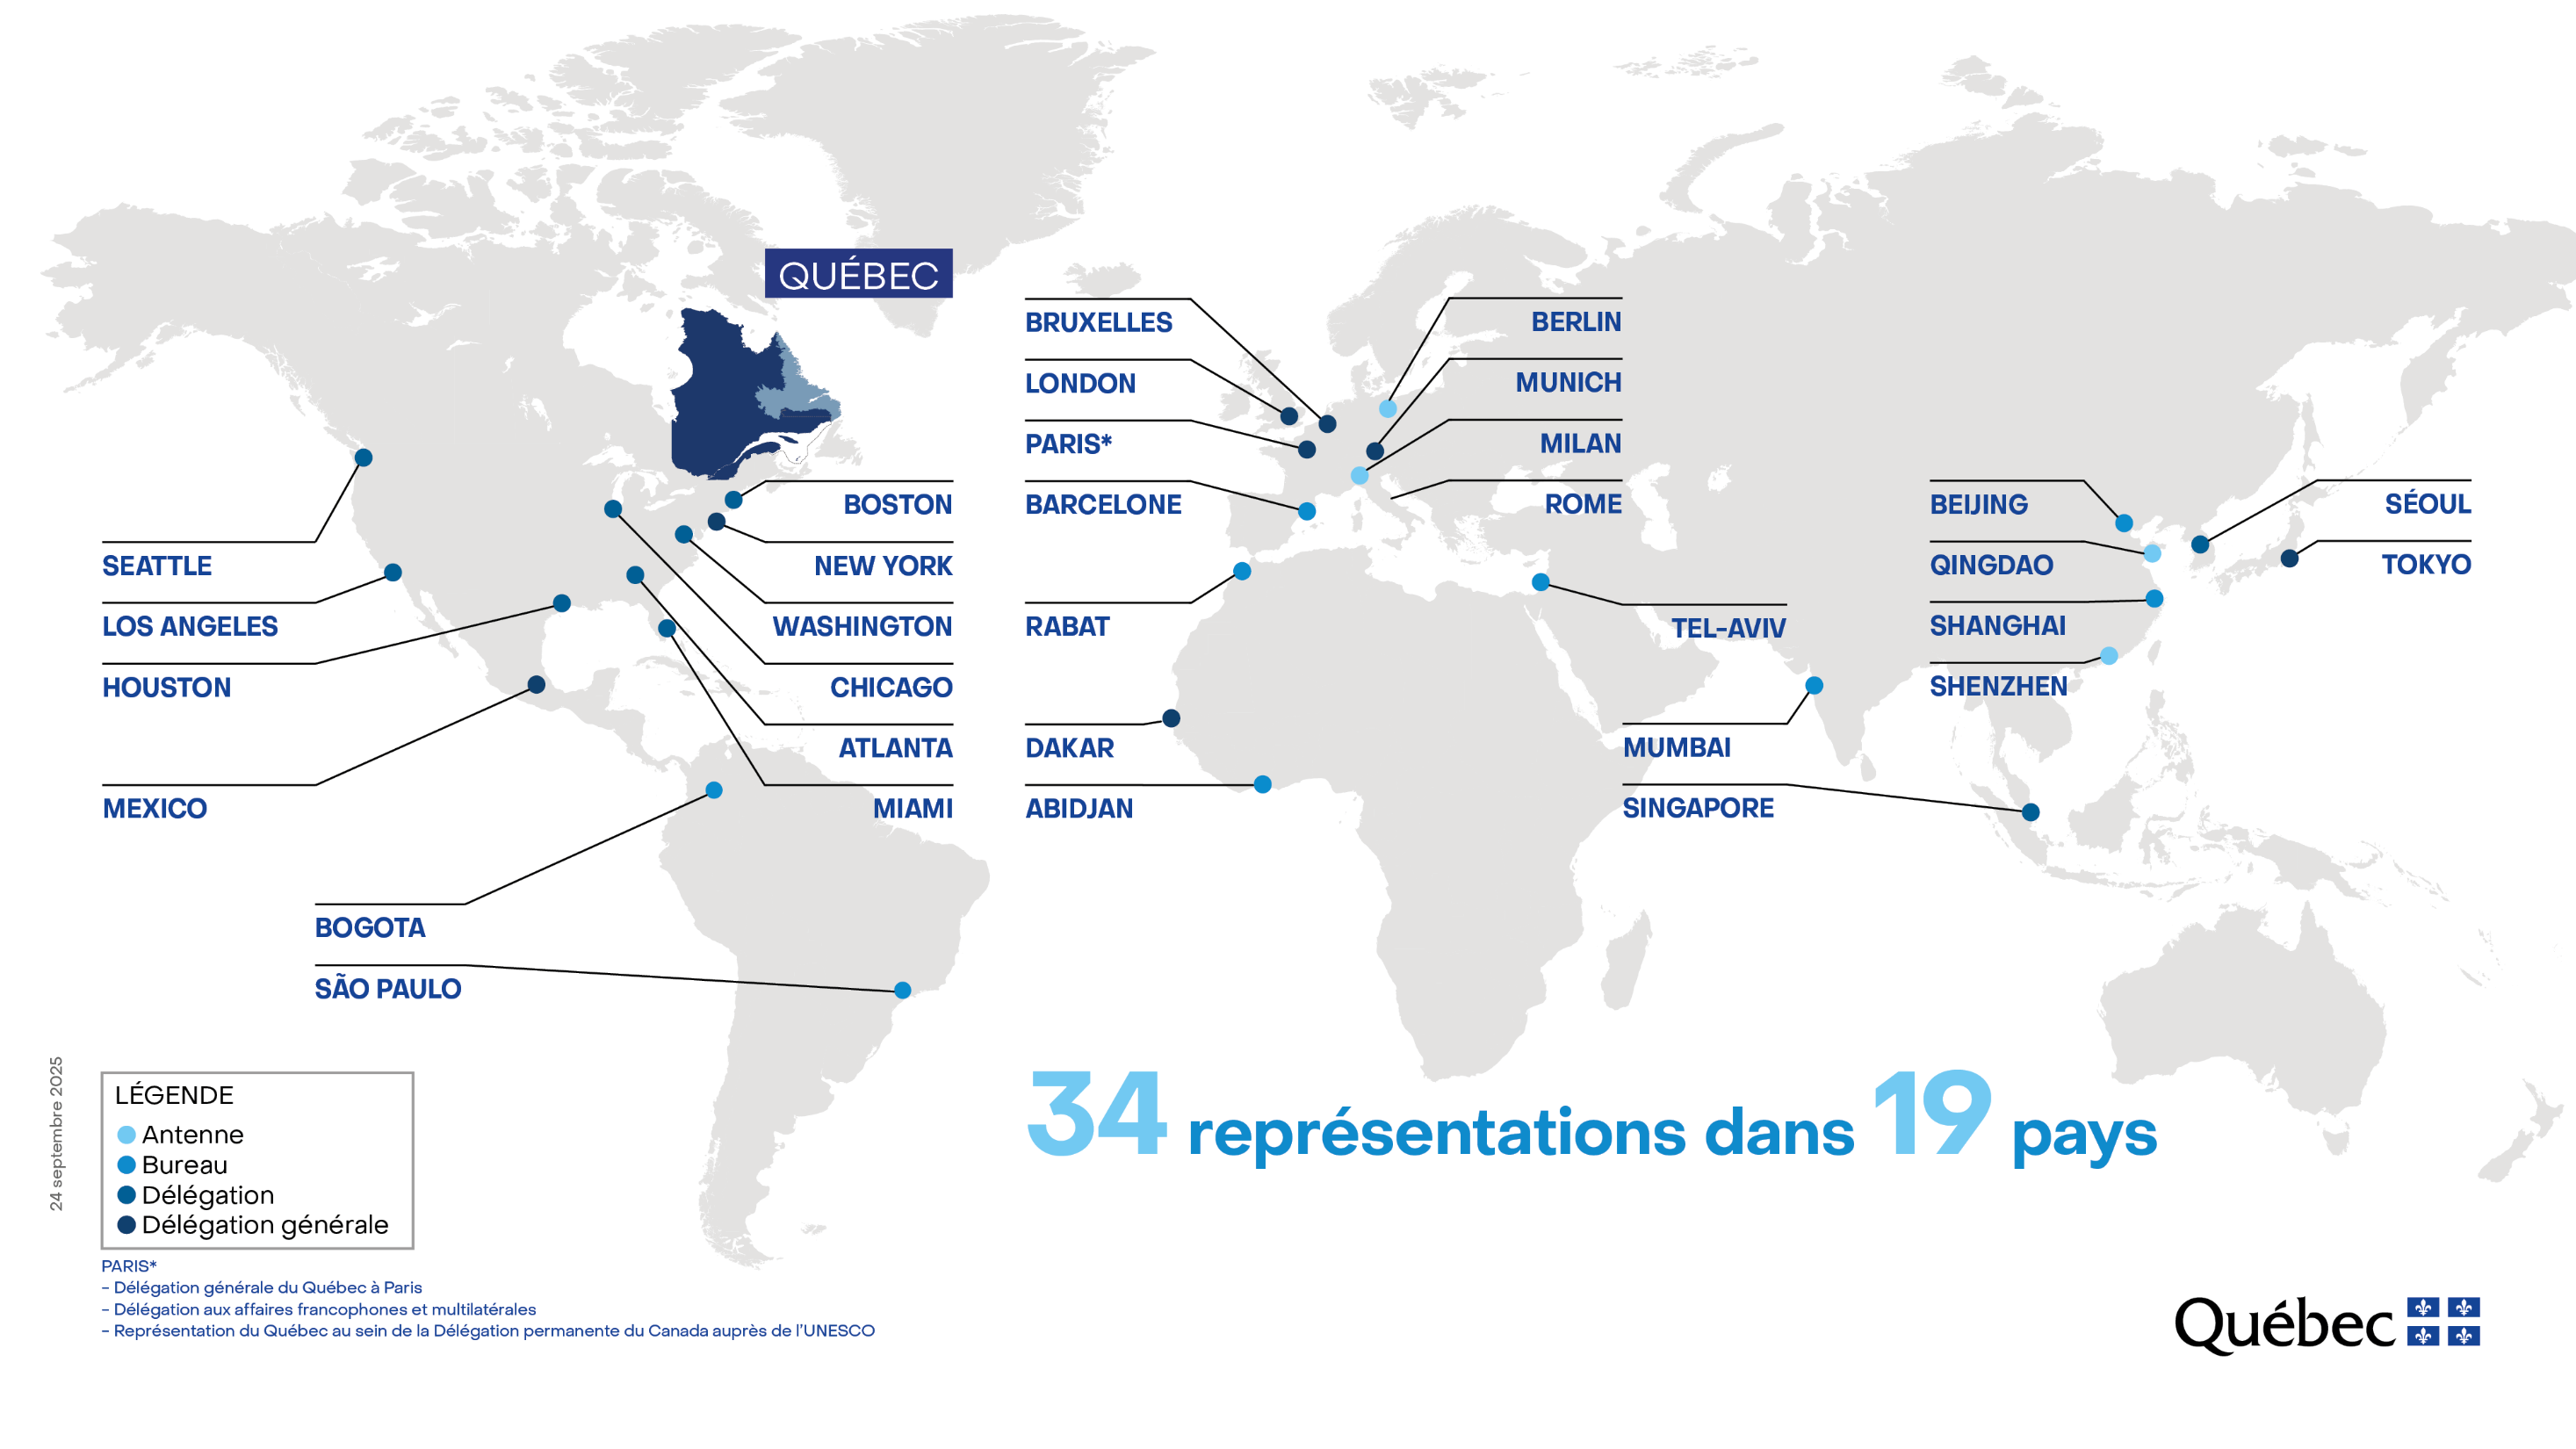 QUÉBEC
SEATTLE
LOS ANGELES
HOUSTON
MEXICO
BOGOTA
SÃO PAULO
BOSTON
NEW YORK
WASHINGTON
CHICAGO
ATLANTA
MIAMI
BRUXELLES
LONDON
PARIS*
BARCELONE
RABAT
DAKAR
ABIDJAN
BERLIN
MUNICH
MILAN
ROME
TEL-AVIV
MUMBAI
SINGAPORE
BEIJING
QINGDAO
SHANGHAI
SHENZHEN
SÉOUL
TOKYO
34 représentations dans 19 pays
24 septembre 2025
LÉGENDE
Antenne
Bureau
Délégation
Délégation générale
PARIS*
- Délégation générale du Québec à Paris
- Délégation aux affaires francophones et multilatérales
- Représentation du Québec au sein de la Délégation permanente du Canada auprès de l'UNESCO
Québec